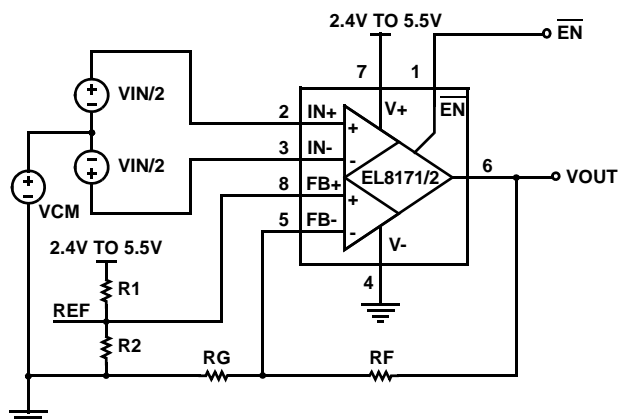 2.4V TO 5.5V
EN
7
1
VIN/2
2
IN+
V+
EN
+
-
+
3
IN-
-
VIN/2
EL8171/2
6
VOUT
-
+
8
FB+
+
+
-
VCM
5
FB-
-
V-
2.4V TO 5.5V
4
R1
REF
R2
RG
RF